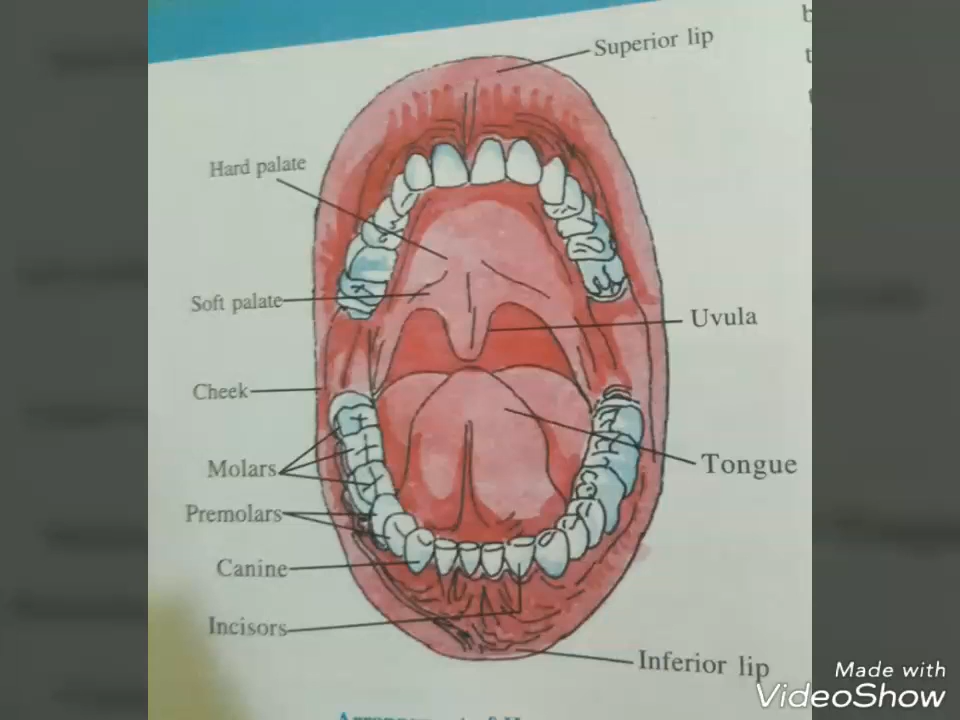 Superior lip
Hard palate
Soft palate
Uvula
Cheek
Tongue
Molars
Premolars
Canine
Incisors
Inferior lip
Made with
VideoShow